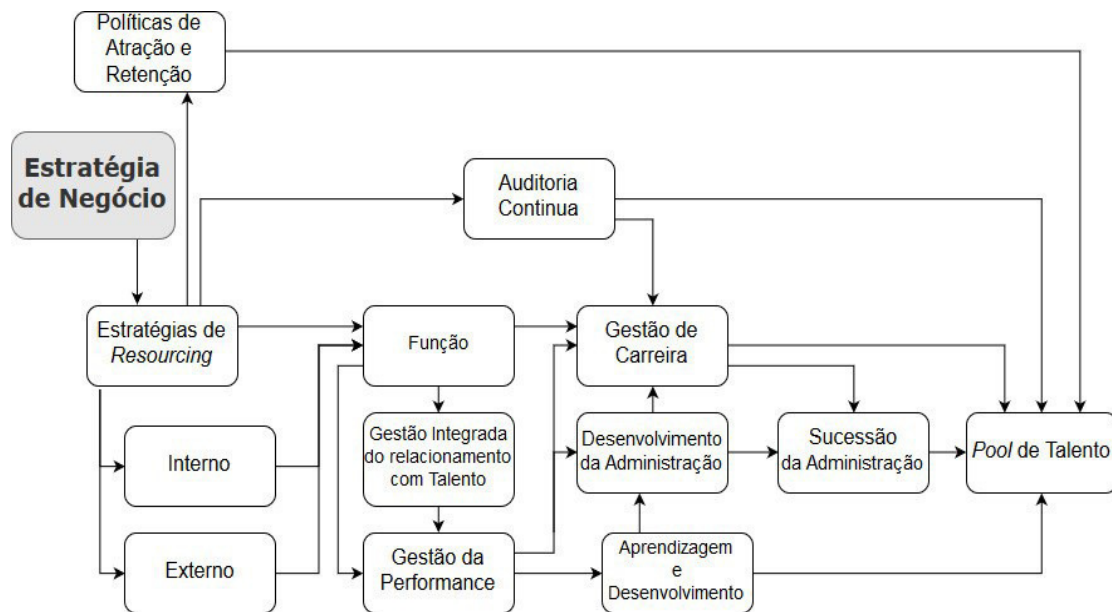 Políticas de
Atração e
Retenção
Estratégia
de Negócio
Auditoria
Continua
Estratégias de
Resourcing
Função
Gestão de
Carreira
Interno
Gestão Integrada
do relacionamento
com Talento
Desenvolvimento
da Administração
Sucessão
da Administração
Pool de Talento
Externo
Gestão da
Performance
Aprendizagem
e
Desenvolvimento